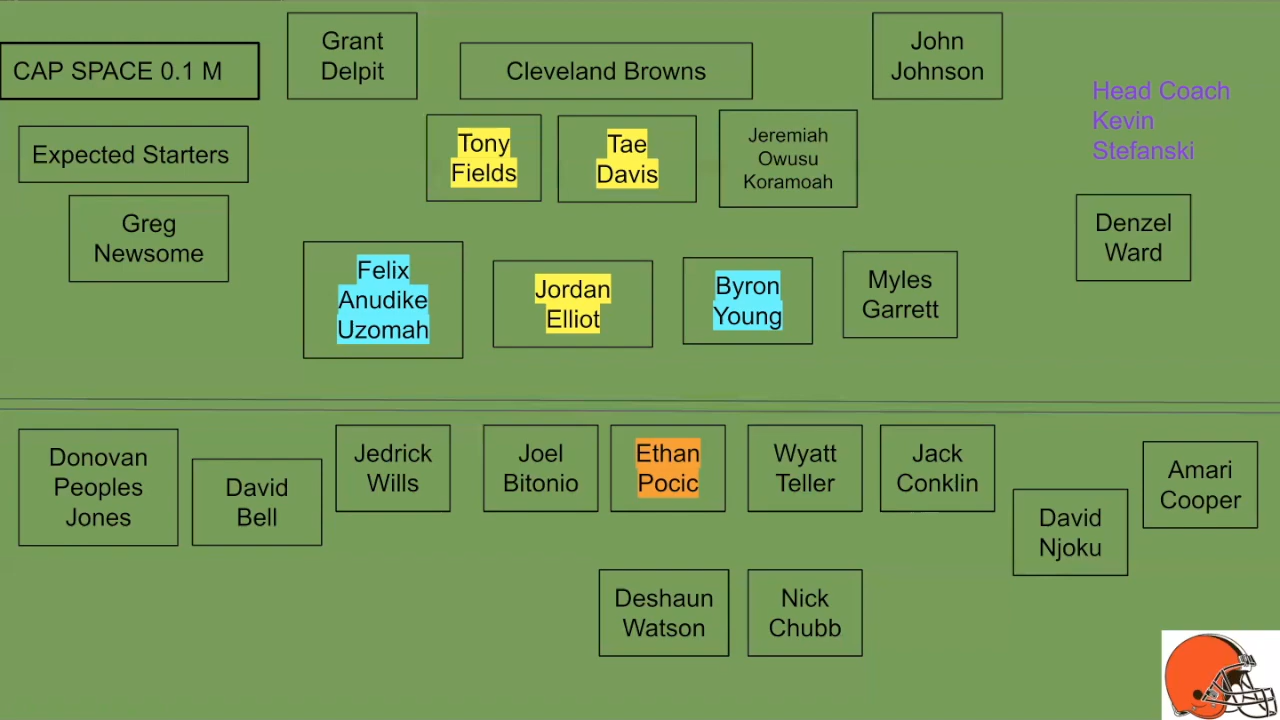 Grant
Delpit
John
Johnson
CAP SPACE 0.1 M
Cleveland Browns
Head Coach
Kevin
Stefanski
Expected Starters
Tony
Fields
Tae
Davis
Jeremiah
Owusu
Koramoah
Greg
Newsome
Denzel
Ward
Felix
Anudike
Uzomah
Jordan
Elliot
Byron
Young
Myles
Garrett
Donovan
Peoples
Jones
David
Bell
Jedrick
Wills
Joel
Bitonio
Ethan
Pocic
Wyatt
Teller
Jack
Conklin
David
Njoku
Amari
Cooper
Deshaun
Watson
Nick
Chubb